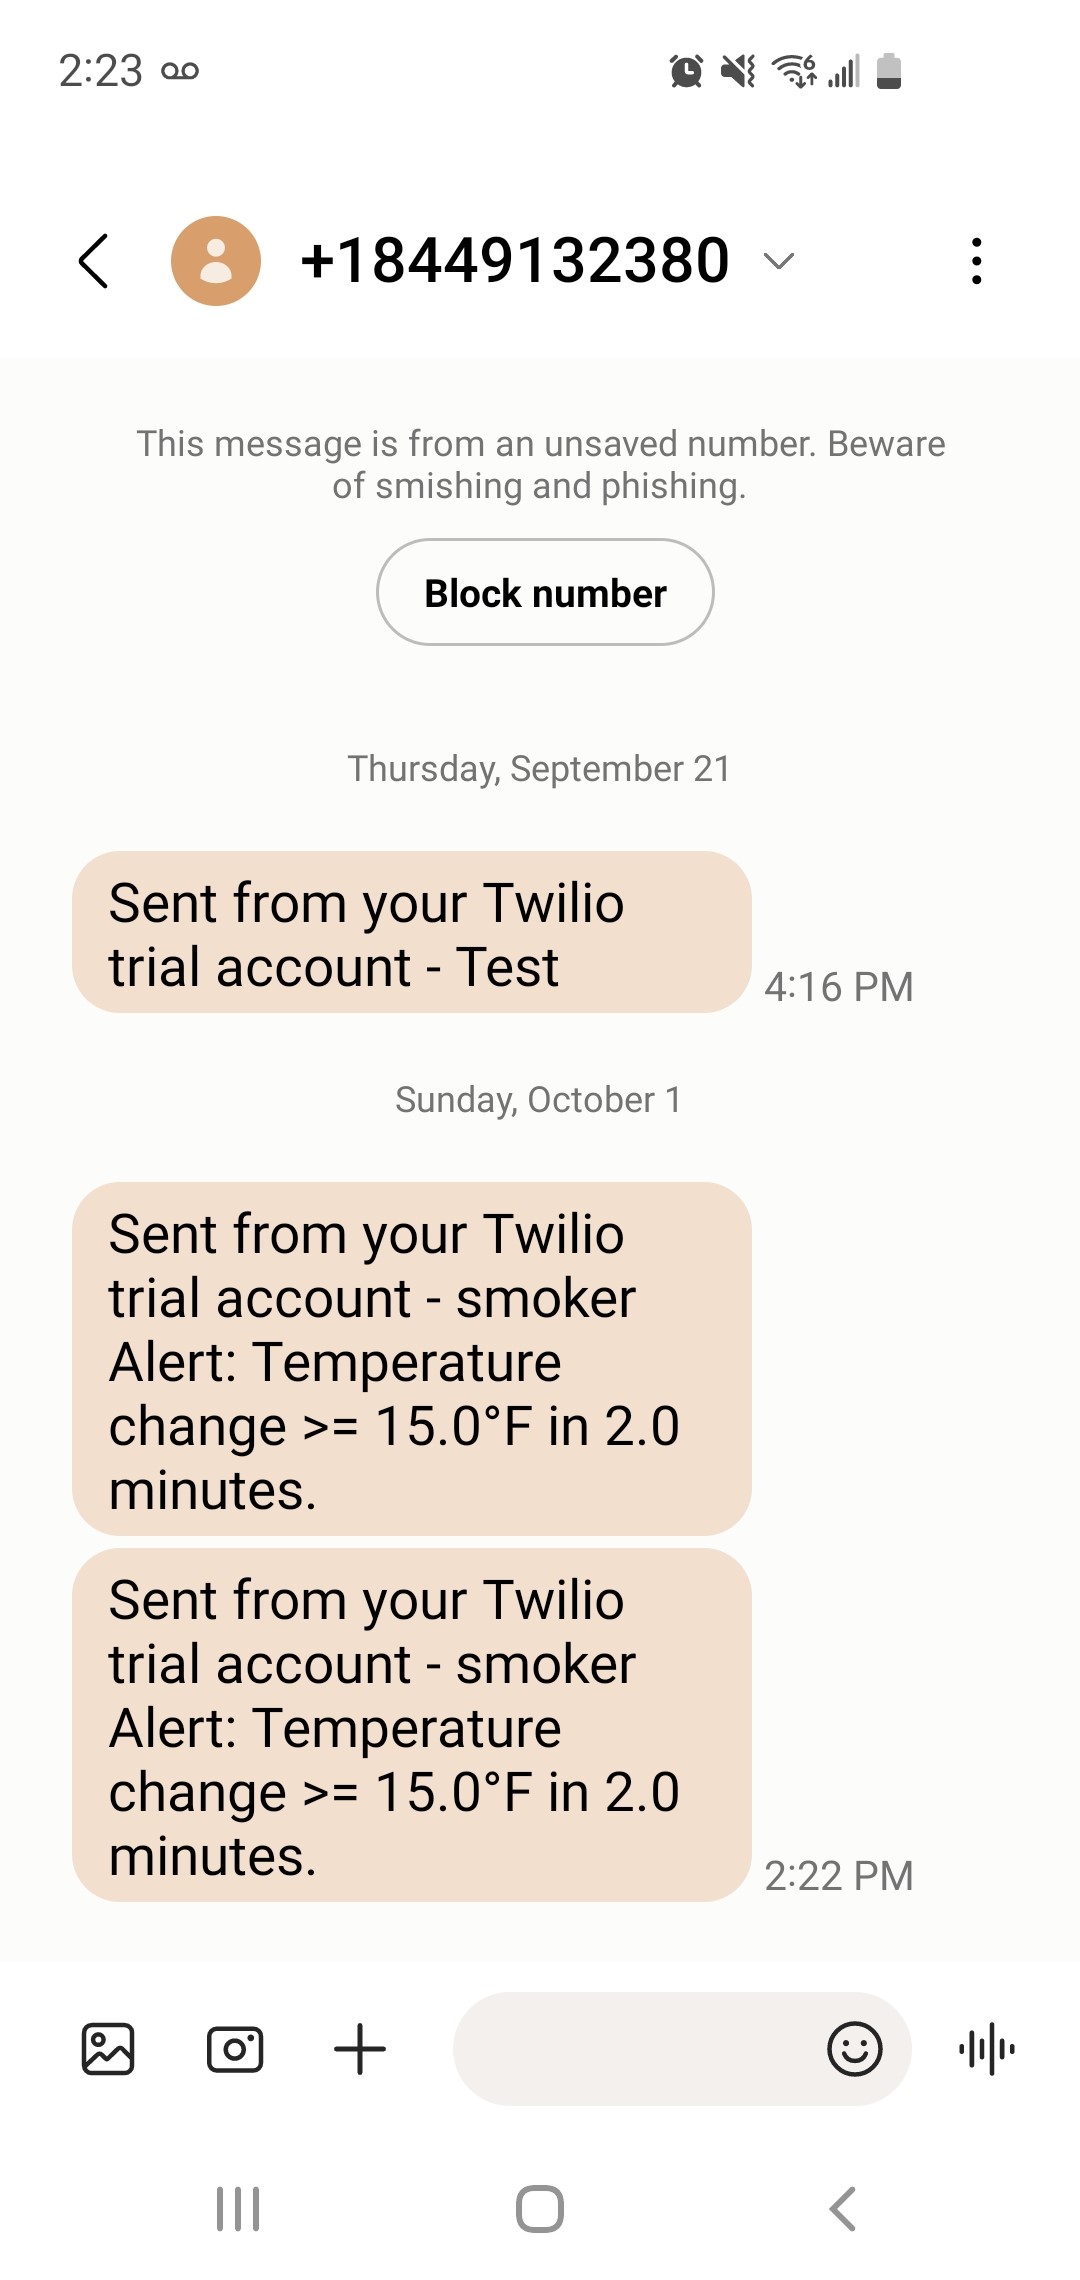 2:23
6
+18449132380
This message is from an unsaved number. Beware
of smishing and phishing.
Block number
Thursday, September 21
Sent from your Twilio
trial account - Test
4:16 PM
Sunday, October 1
Sent from your Twilio
trial account - smoker
Alert: Temperature
change >= 15.0°F in 2.0
minutes.
Sent from your Twilio
trial account - smoker
Alert: Temperature
change >= 15.0°F in 2.0
minutes.
2:22 PM